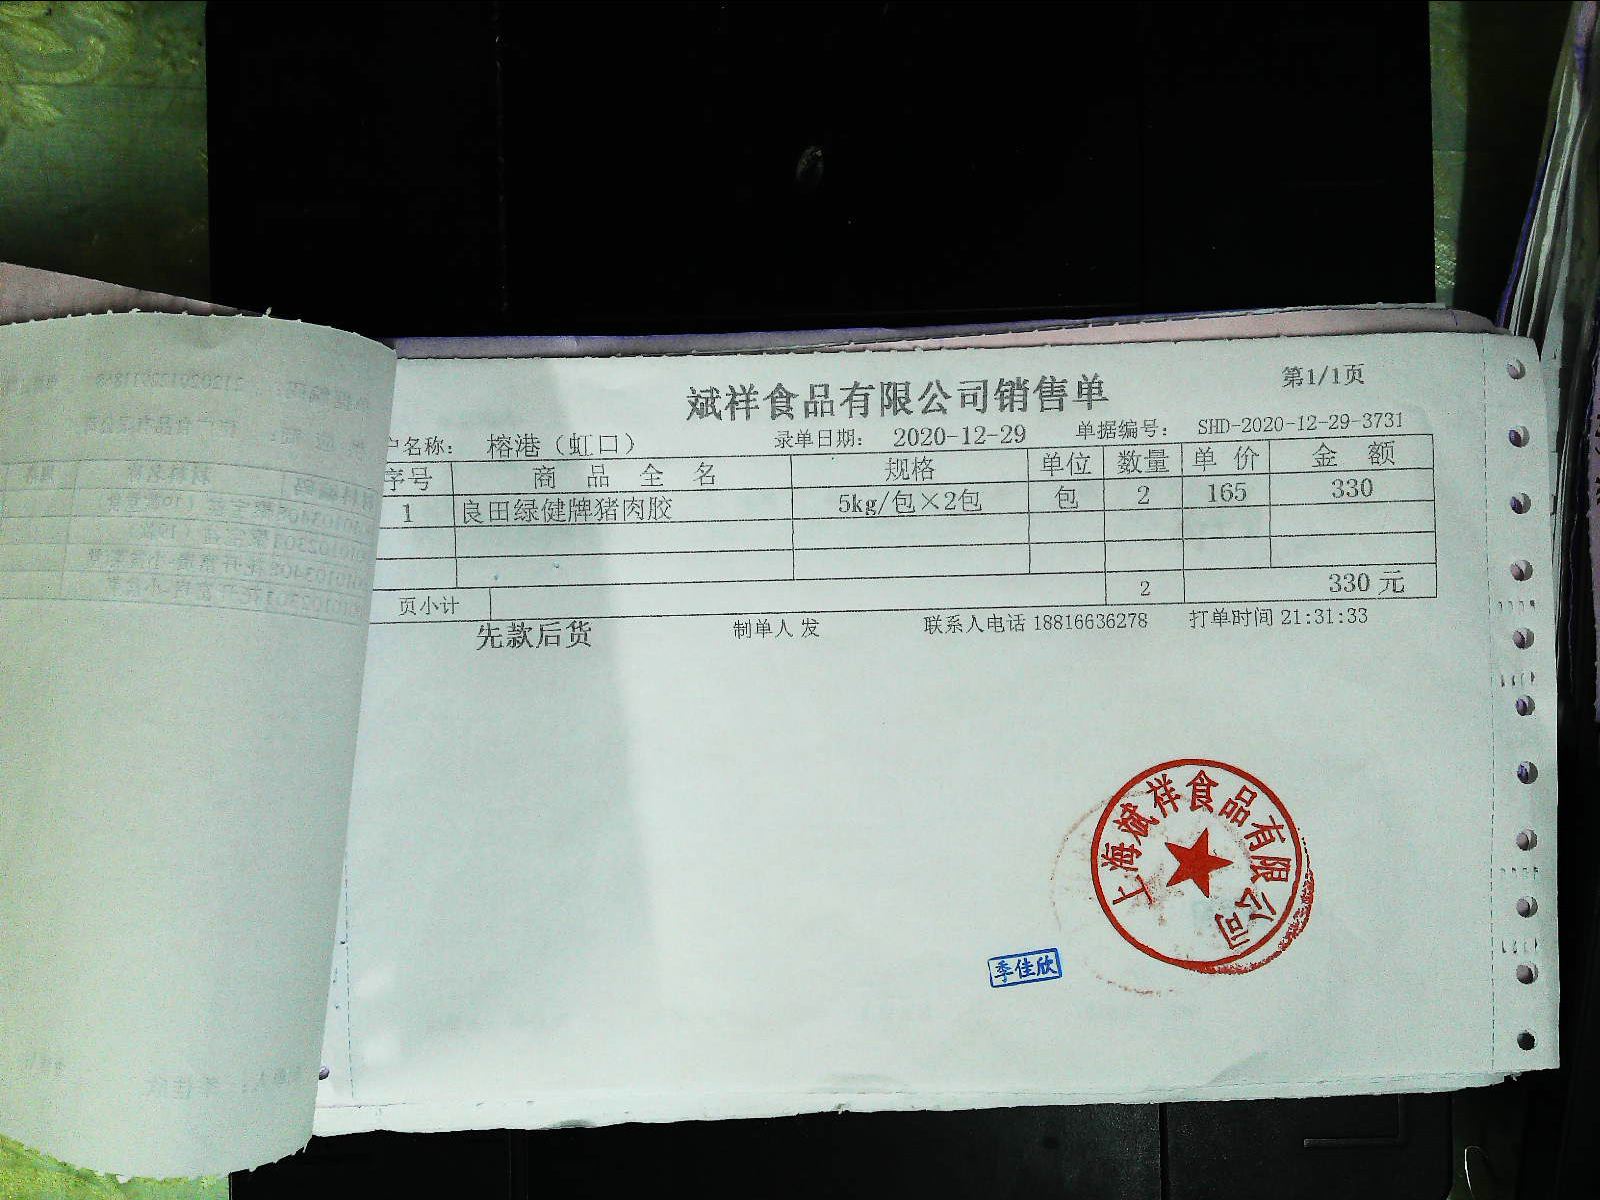 斌祥食品有限公司销售单 第1/1页
户名称： 榕港（虹口） 录单日期： 2020-12-29 单据编号： SHD-2020-12-29-3731
序号 商 品 全 名 规格 单位 数量 单 价 金 额
1 良田绿健牌猪肉胶 5kg/包×2包 包 2 165 330
页小计 2 330 元
先款后货 制单人 发 联系人电话 18816636278 打单时间 21:31:33
上海斌祥食品有限公司
季佳欣